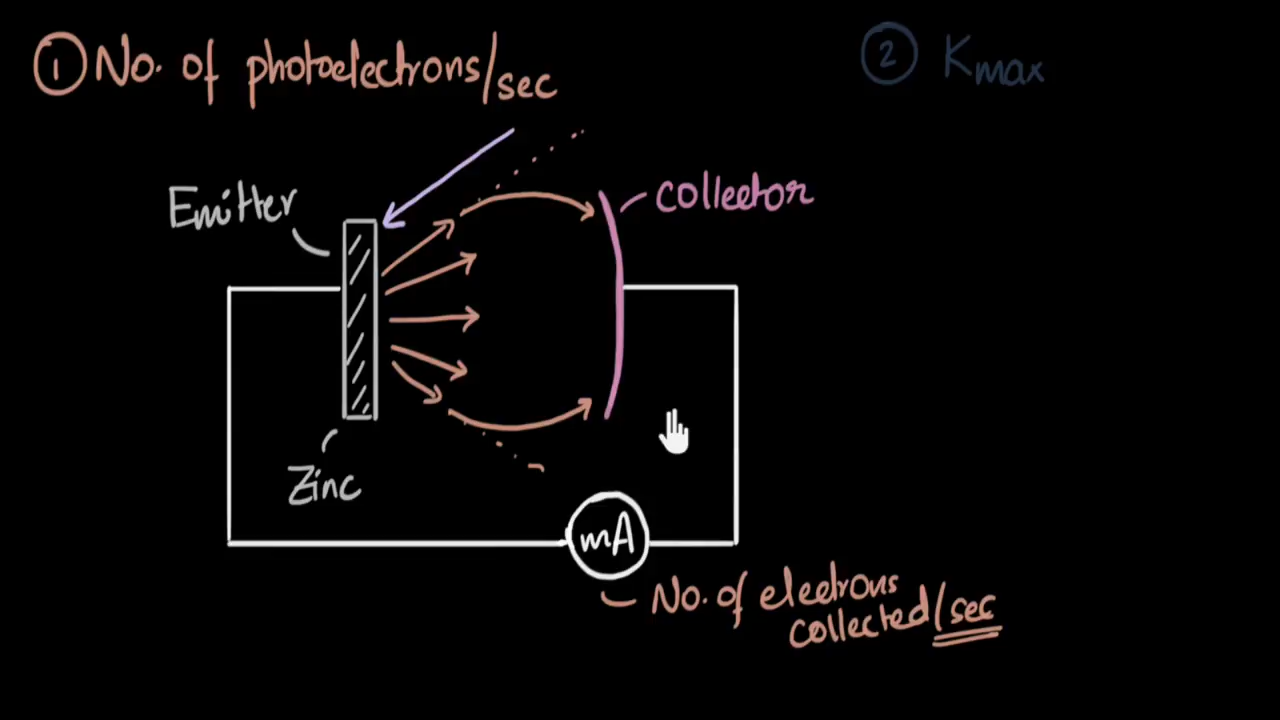 ① No. of photoelectrons/sec
② Kmax
Emitter
collector
Zinc
mA
No. of electrons
collected/sec